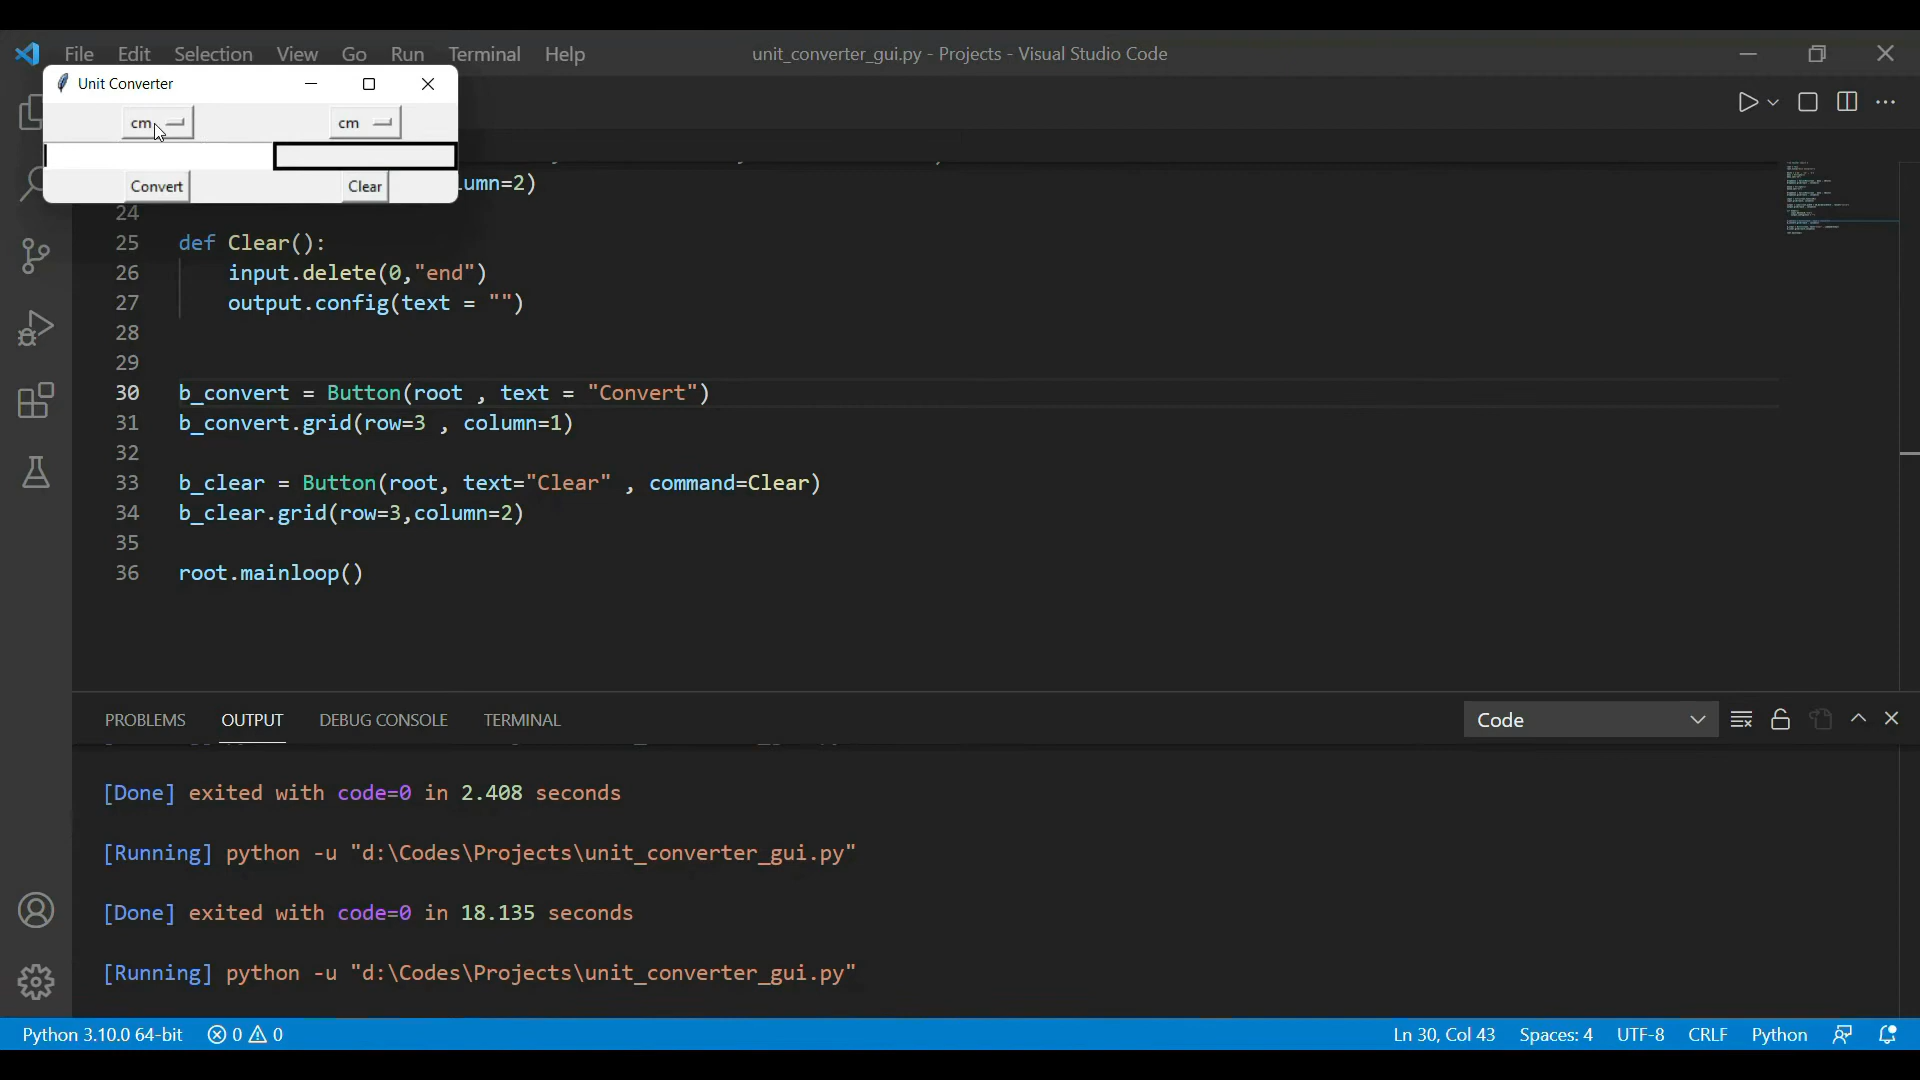 File Edit Selection View Go Run Terminal Help
unit_converter_gui.py - Projects - Visual Studio Code
Unit Converter
cm cm
Convert Clear
umn=2)
24
25 def Clear():
26 input.delete(0,"end")
27 output.config(text = "")
28
29
30 b_convert = Button(root , text = "Convert")
31 b_convert.grid(row=3 , column=1)
32
33 b_clear = Button(root, text="Clear" , command=Clear)
34 b_clear.grid(row=3,column=2)
35
36 root.mainloop()
PROBLEMS OUTPUT DEBUG CONSOLE TERMINAL
Code
[Done] exited with code=0 in 2.408 seconds
[Running] python -u "d:\Codes\Projects\unit_converter_gui.py"
[Done] exited with code=0 in 18.135 seconds
[Running] python -u "d:\Codes\Projects\unit_converter_gui.py"
Python 3.10.0 64-bit 0 0
Ln 30, Col 43 Spaces: 4 UTF-8 CRLF Python